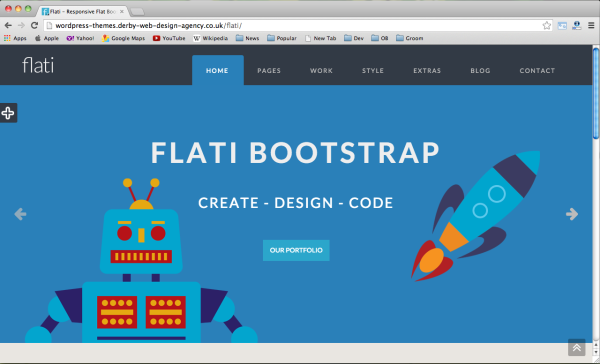 Flati - Responsive Flat Boo
wordpress-themes.derby-web-design-agency.co.uk/flati/
Apps Apple Yahoo! Google Maps YouTube Wikipedia News Popular New Tab Dev OB Groom
flati
HOME PAGES WORK STYLE EXTRAS BLOG CONTACT
FLATI BOOTSTRAP
CREATE - DESIGN - CODE
OUR PORTFOLIO